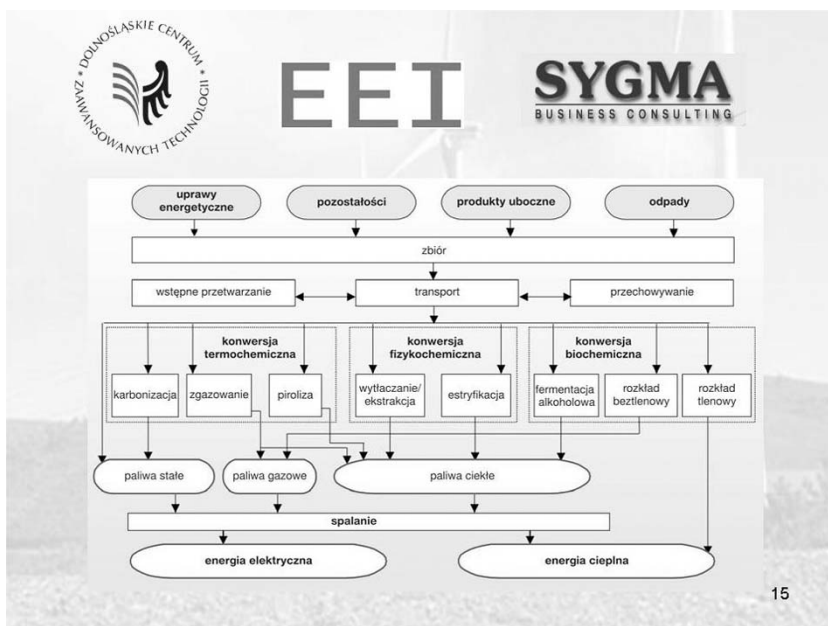 DOLNOŚLĄSKIE CENTRUM
ZAAWANSOWANYCH TECHNOLOGII
EEI
SYGMA
BUSINESS CONSULTING
uprawy
energetyczne
pozostałości
produkty uboczne
odpady
zbiór
wstępne przetwarzanie
transport
przechowywanie
konwersja
termochemiczna
konwersja
fizykochemiczna
konwersja
biochemiczna
karbonizacja
zgazowanie
piroliza
wytłaczanie/
ekstrakcja
estryfikacja
fermentacja
alkoholowa
rozkład
beztlenowy
rozkład
tlenowy
paliwa stałe
paliwa gazowe
paliwa ciekłe
spalanie
energia elektryczna
energia cieplna
15